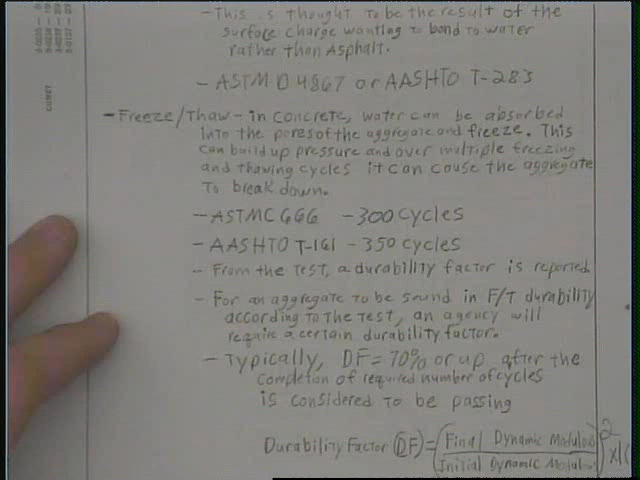 - This is thought to be the result of the
surface charge wanting to bond to water
rather than Asphalt.
- ASTM D 4867 or AASHTO T-283
- Freeze/Thaw - in concrete, water can be absorbed
into the pores of the aggregate and freeze. This
can build up pressure and over multiple freezing
and thawing cycles it can cause the aggregate
to break down.
- ASTM C 666 - 300 cycles
- AASHTO T-161 - 350 cycles
- From the test, a durability factor is reported
- For an aggregate to be sound in F/T durability
according to the test, an agency will
require a certain durability factor.
- Typically, DF = 70% or up after the
completion of required number of cycles
is considered to be passing
Durability Factor (DF) = (Final Dynamic Modulus)² x1
Initial Dynamic Modulus
COMET